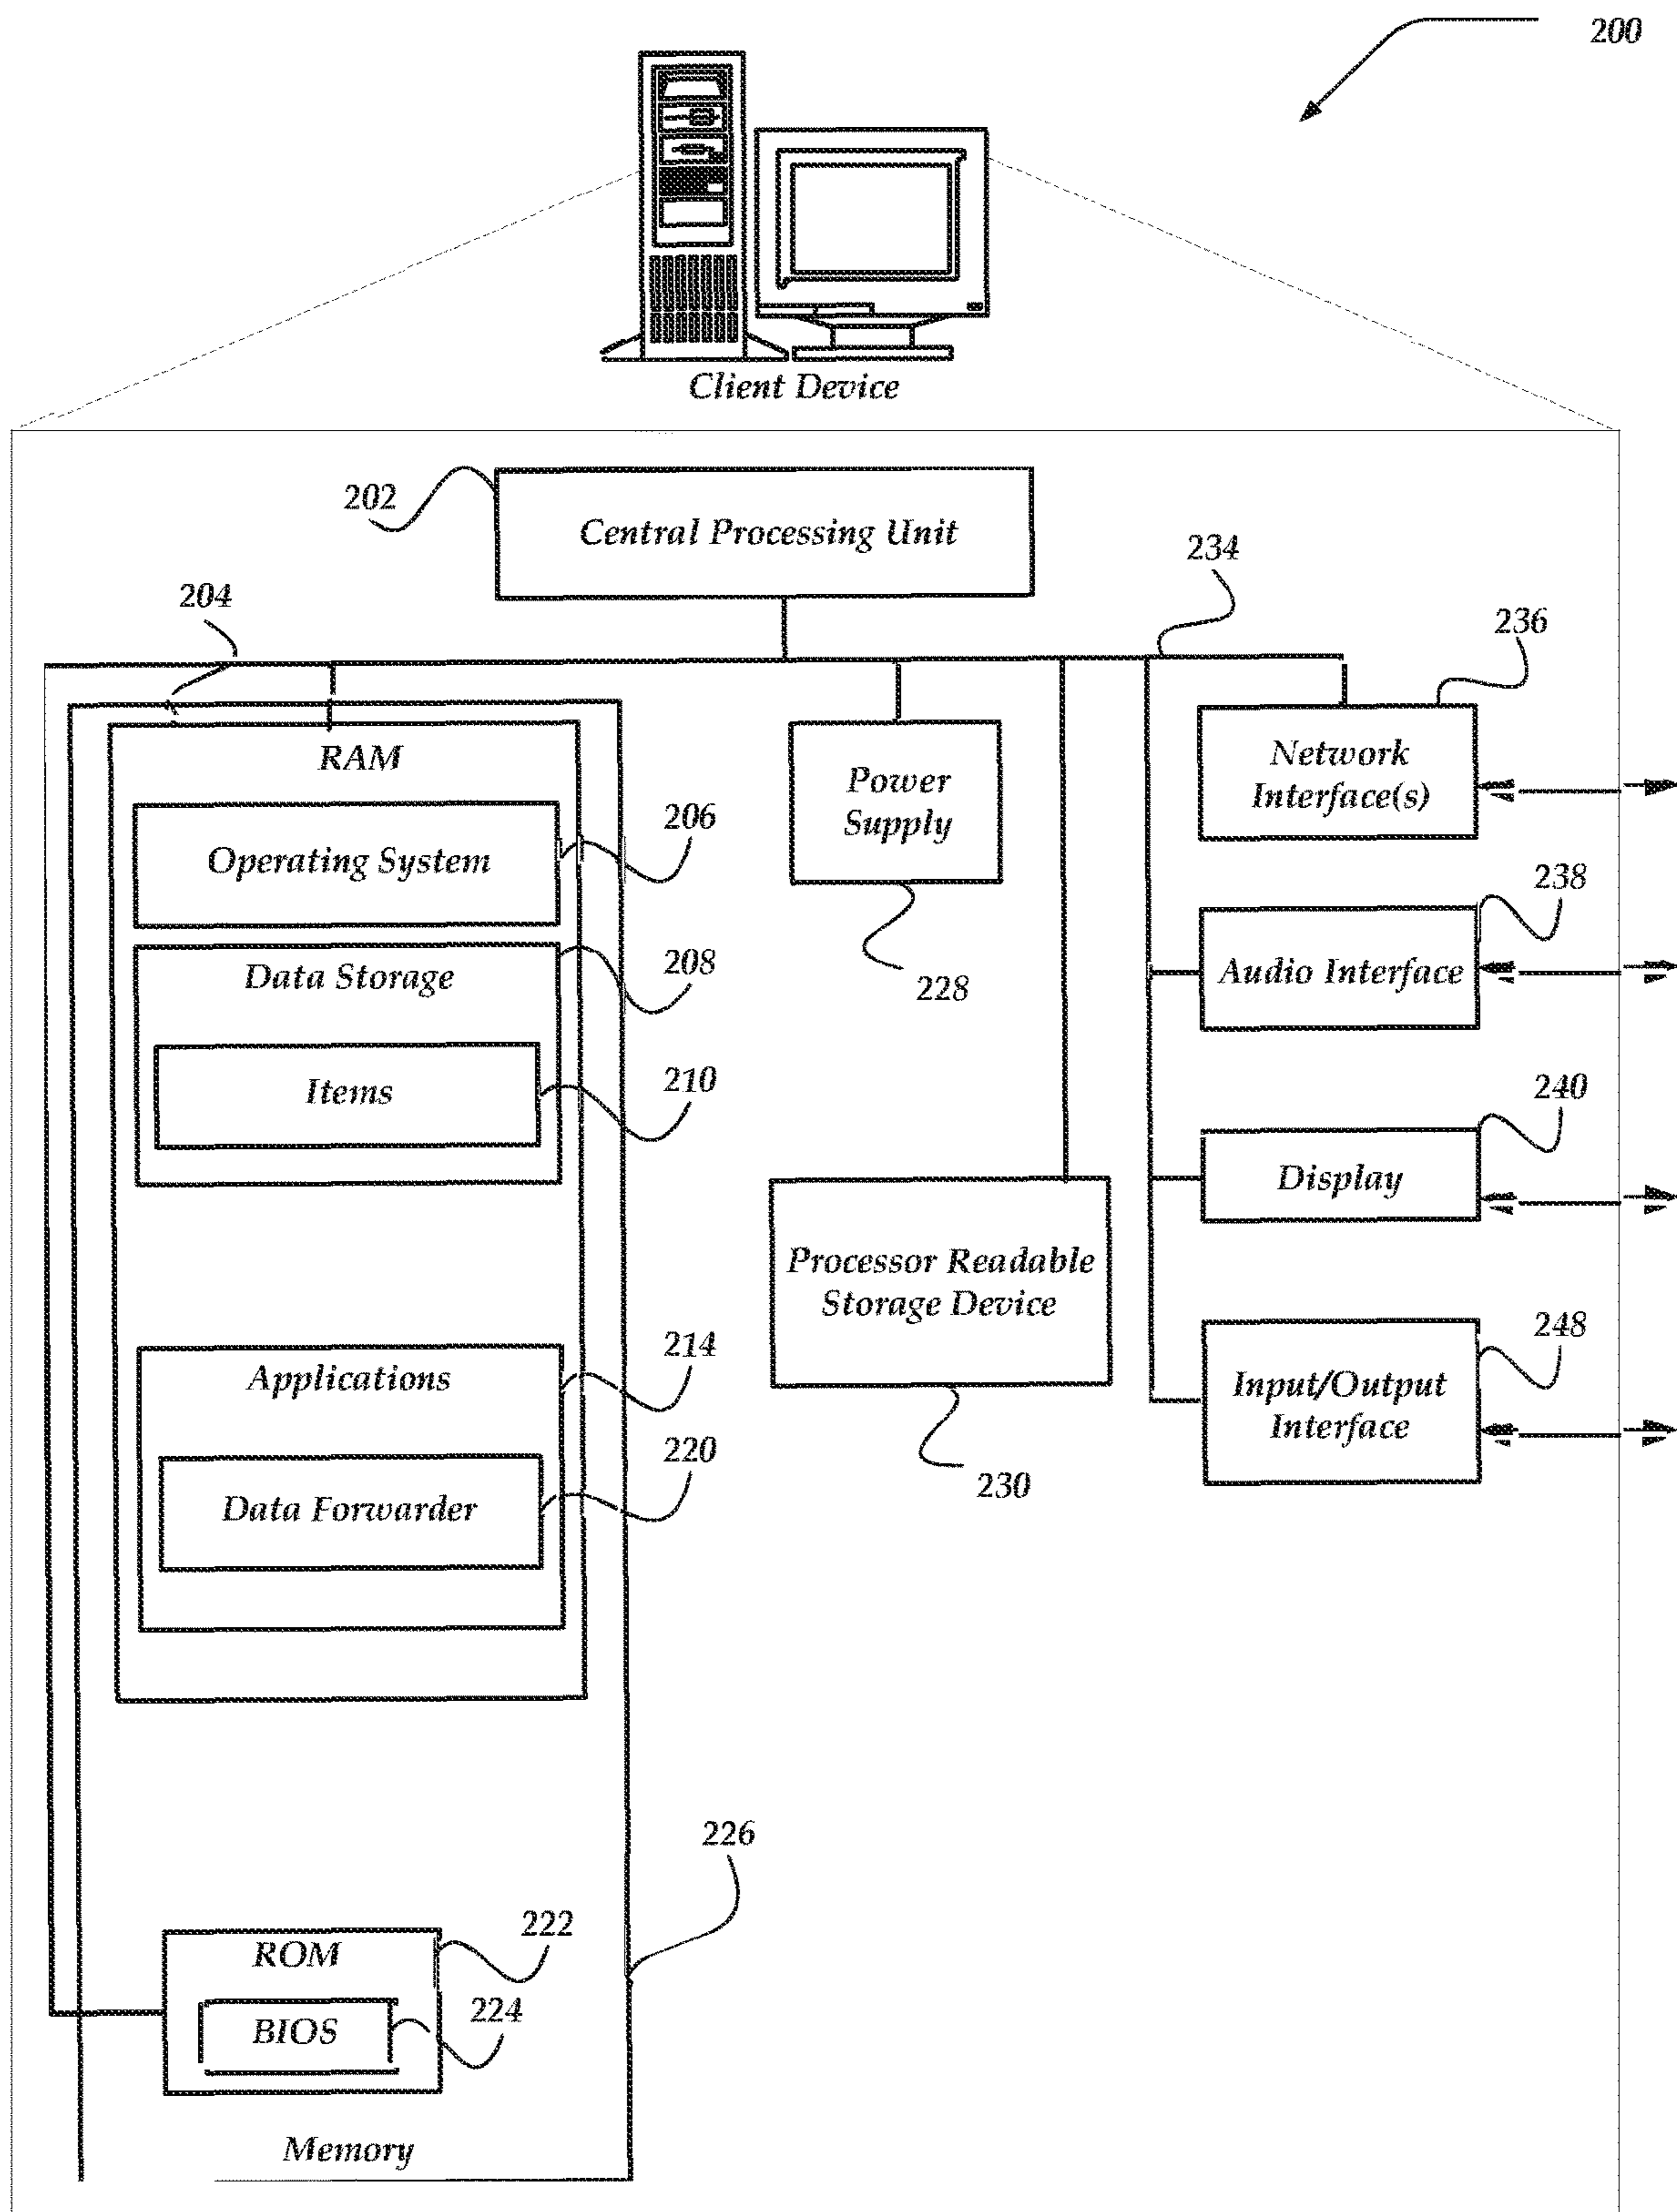 200
Client Device
202
Central Processing Unit
204
234
236
RAM
Operating System
206
Data Storage
208
Items
210
Applications
214
Data Forwarder
220
226
ROM
222
BIOS
224
Memory
Power
Supply
228
Processor Readable
Storage Device
230
Network
Interface(s)
238
Audio Interface
240
Display
248
Input/Output
Interface